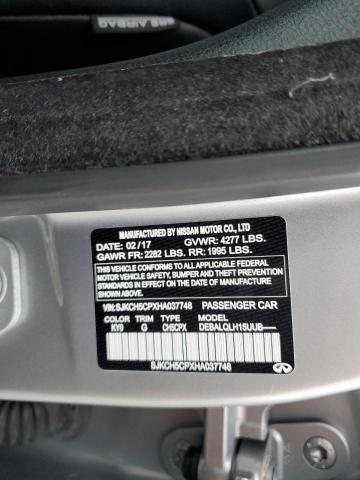 SRS AIRBAG
MANUFACTURED BY NISSAN MOTOR CO., LTD
DATE: 02/17 GVWR: 4277 LBS.
GAWR FR: 2282 LBS. RR: 1995 LBS.
THIS VEHICLE CONFORMS TO ALL APPLICABLE FEDERAL
MOTOR VEHICLE SAFETY, BUMPER, AND THEFT PREVENTION
STANDARDS IN EFFECT ON THE DATE OF MANUFACTURE
SHOWN ABOVE.
VIN: SJKCH5CPXHA037748 PASSENGER CAR
COLOR TRIM TYPE MODEL
KY0 G CH5CPX DEBALQLH15UUB-----
SJKCH5CPXHA037748